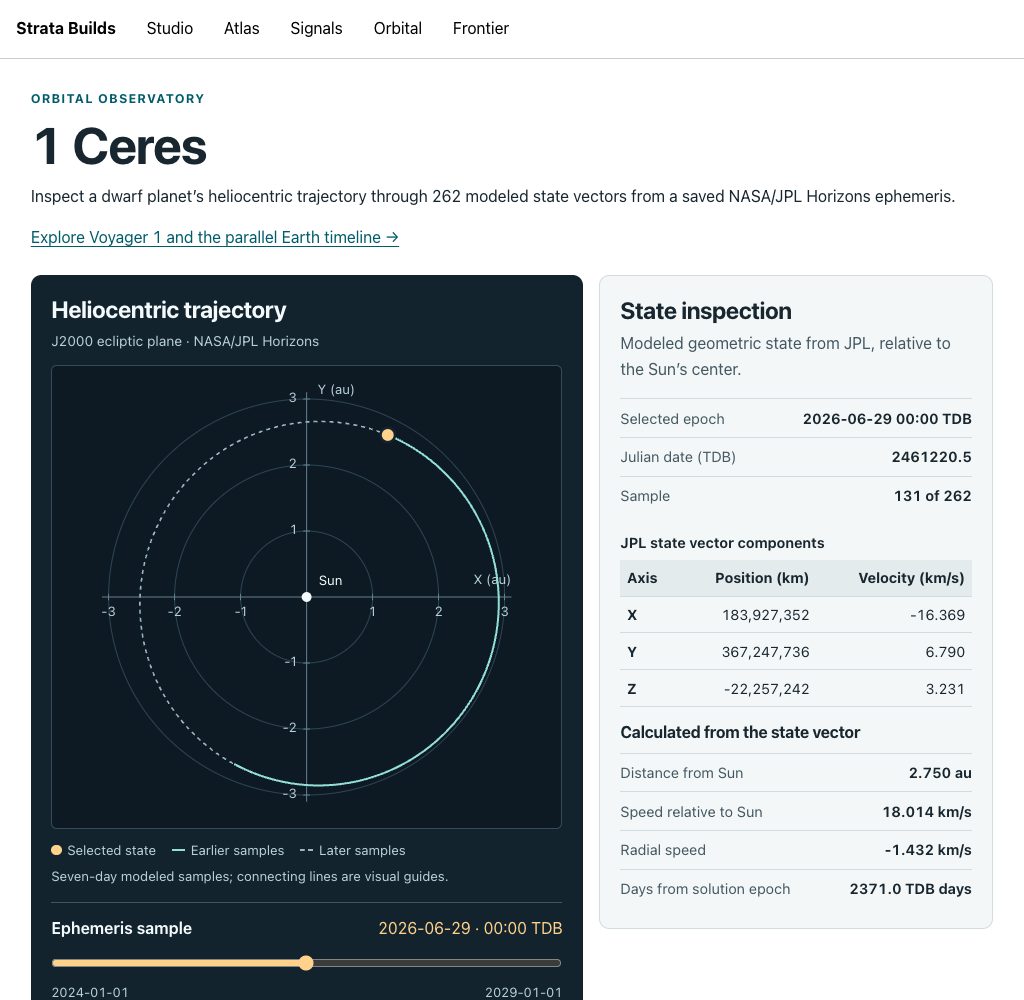 Strata Builds Studio Atlas Signals Orbital Frontier
ORBITAL OBSERVATORY
1 Ceres
Inspect a dwarf planet’s heliocentric trajectory through 262 modeled state vectors from a saved NASA/JPL Horizons ephemeris.
Explore Voyager 1 and the parallel Earth timeline →
Heliocentric trajectory
J2000 ecliptic plane · NASA/JPL Horizons
Y (au)
3
2
1
Sun
X (au)
-3 -2 -1 1 2 3
-1
-2
-3
Selected state Earlier samples Later samples
Seven-day modeled samples; connecting lines are visual guides.
Ephemeris sample 2026-06-29 · 00:00 TDB
2024-01-01 2029-01-01
State inspection
Modeled geometric state from JPL, relative to
the Sun’s center.
Selected epoch 2026-06-29 00:00 TDB
Julian date (TDB) 2461220.5
Sample 131 of 262
JPL state vector components
Axis Position (km) Velocity (km/s)
X 183,927,352 -16.369
Y 367,247,736 6.790
Z -22,257,242 3.231
Calculated from the state vector
Distance from Sun 2.750 au
Speed relative to Sun 18.014 km/s
Radial speed -1.432 km/s
Days from solution epoch 2371.0 TDB days